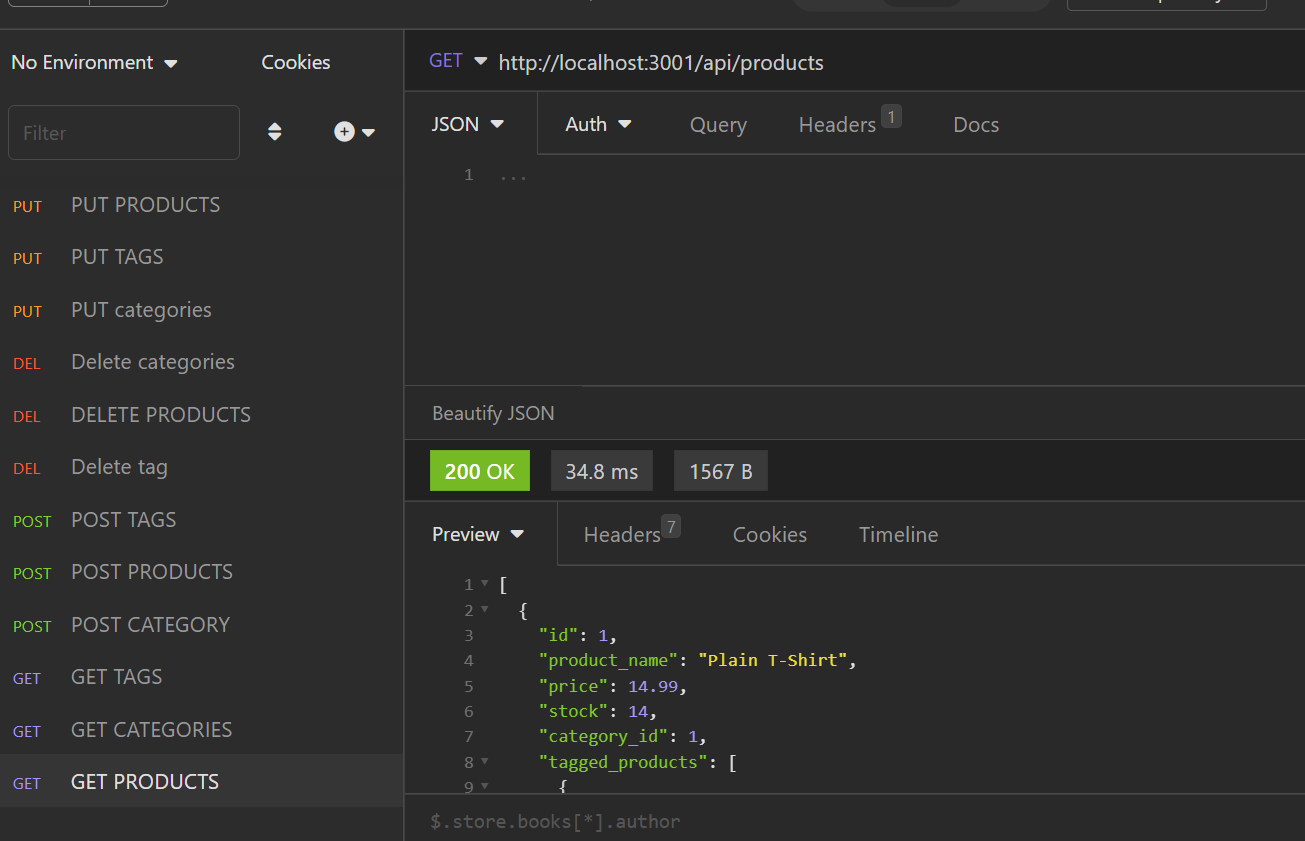 No Environment
Cookies
Filter
PUT PUT PRODUCTS
PUT PUT TAGS
PUT PUT categories
DEL Delete categories
DEL DELETE PRODUCTS
DEL Delete tag
POST POST TAGS
POST POST PRODUCTS
POST POST CATEGORY
GET GET TAGS
GET GET CATEGORIES
GET GET PRODUCTS
GET http://localhost:3001/api/products
JSON Auth Query Headers 1 Docs
1 ...
Beautify JSON
200 OK 34.8 ms 1567 B
Preview Headers 7 Cookies Timeline
1 [
2 {
3 "id": 1,
4 "product_name": "Plain T-Shirt",
5 "price": 14.99,
6 "stock": 14,
7 "category_id": 1,
8 "tagged_products": [
9 {
$.store.books[*].author